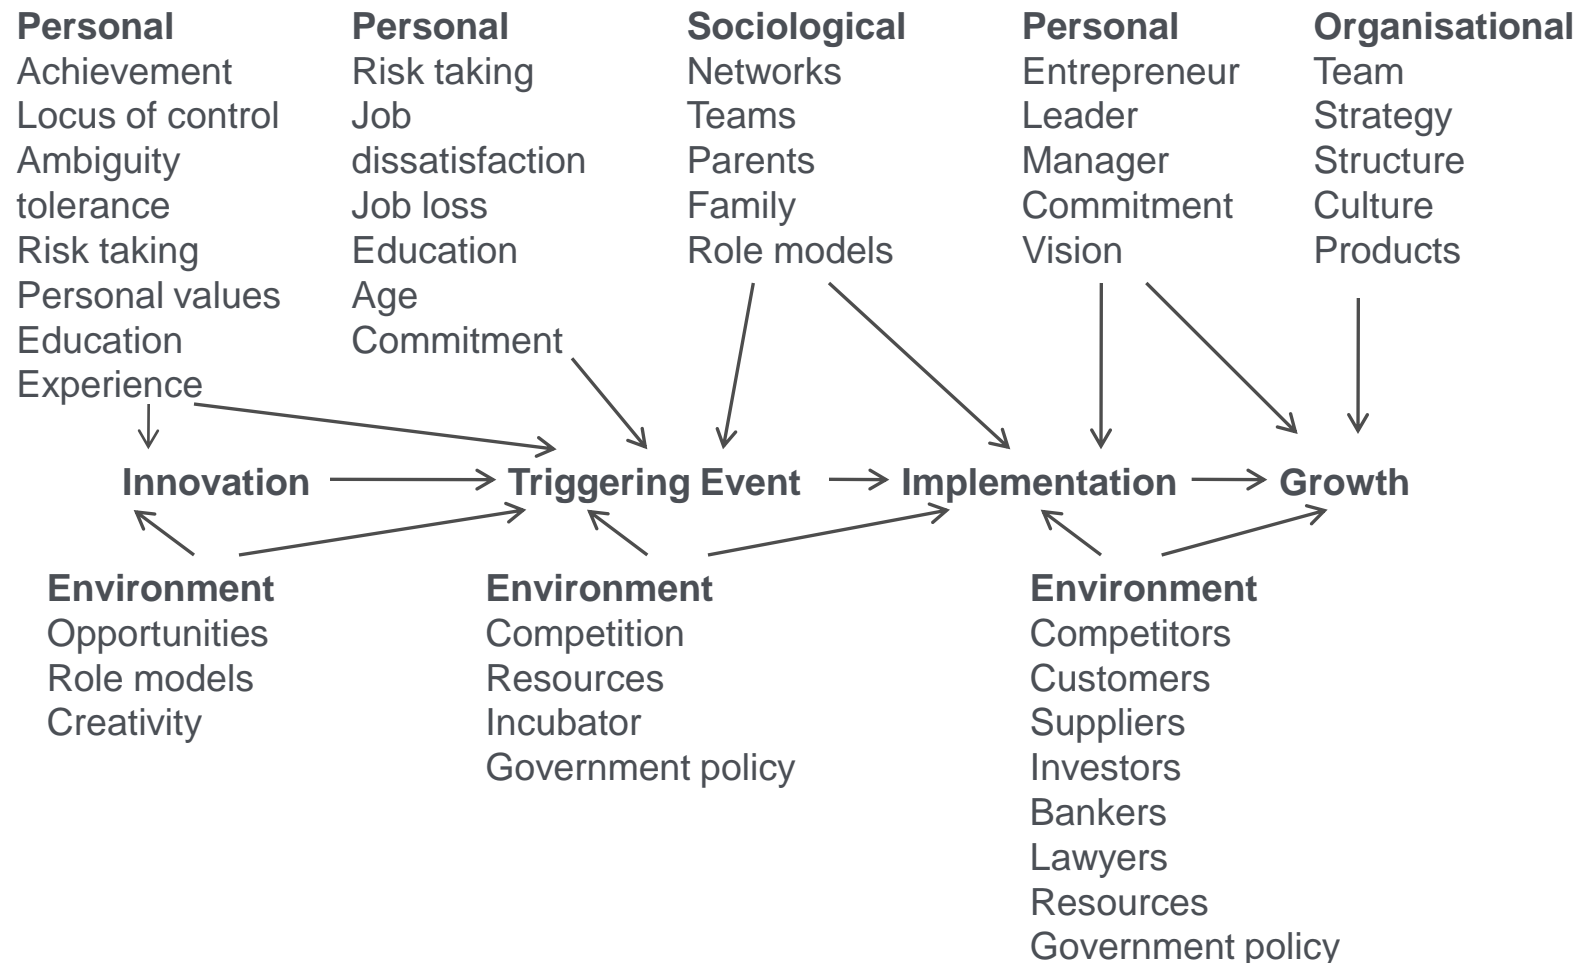 Personal
Achievement
Locus of control
Ambiguity
tolerance
Risk taking
Personal values
Education
Experience
Personal
Risk taking
Job
dissatisfaction
Job loss
Education
Age
Commitment
Sociological
Networks
Teams
Parents
Family
Role models
Personal
Entrepreneur
Leader
Manager
Commitment
Vision
Organisational
Team
Strategy
Structure
Culture
Products
Innovation
Triggering Event
Implementation
Growth
Environment
Opportunities
Role models
Creativity
Environment
Competition
Resources
Incubator
Government policy
Environment
Competitors
Customers
Suppliers
Investors
Bankers
Lawyers
Resources
Government policy